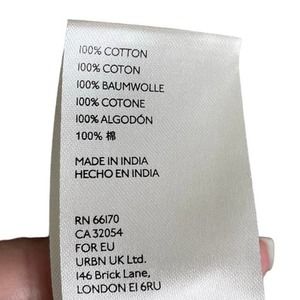 100% COTTON
100% COTON
100% BAUMWOLLE
100% COTONE
100% ALGODÓN
100% 棉
MADE IN INDIA
HECHO EN INDIA
RN 66170
CA 32054
FOR EU
URBN UK Ltd.
146 Brick Lane,
LONDON E1 6RU